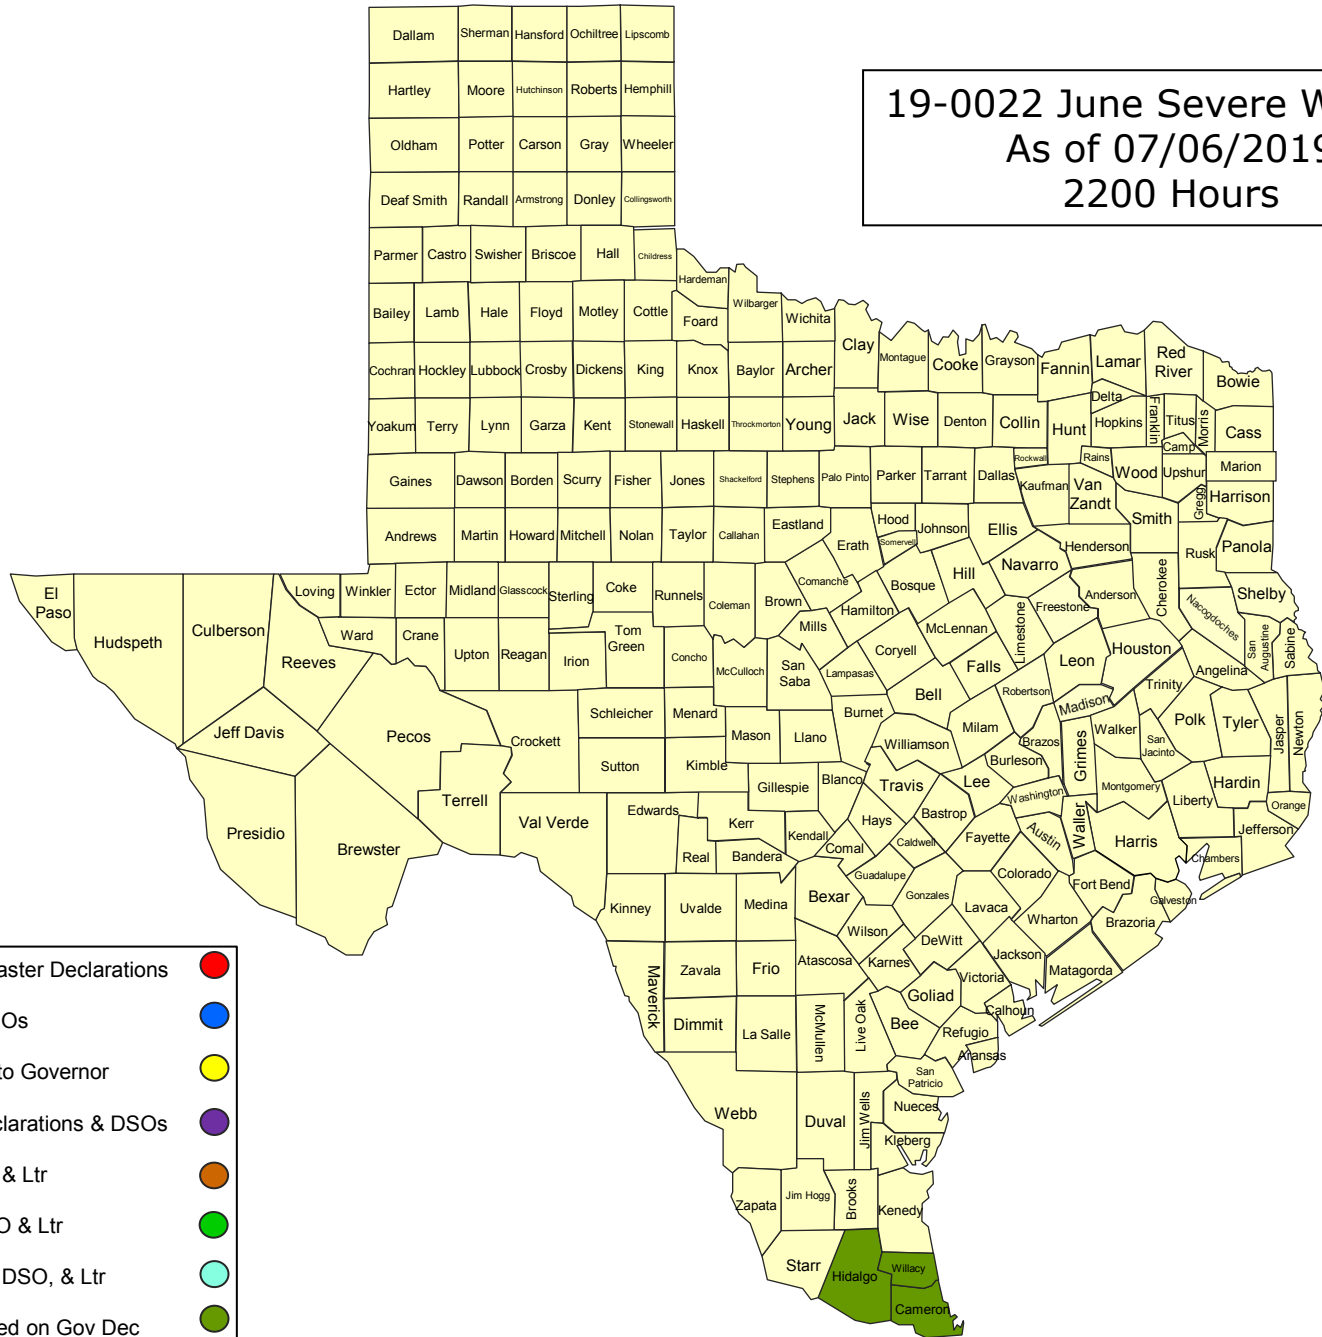 Dallam Sherman Hansford Ochiltree Lipscomb
Hartley Moore Hutchinson Roberts Hemphill
19-0022 June Severe
As of 07/06/2019
2200 Hours
Oldham Potter Carson Gray Wheeler
Deaf Smith Randall Armstrong Donley Collingsworth
Parmer Castro Swisher Briscoe Hall Childress
Hardeman
Bailey Lamb Hale Floyd Motley Cottle Foard Wilbarger Wichita
Clay Montague Cooke Grayson Fannin Lamar Red
River
Bowie
Cochran Hockley Lubbock Crosby Dickens King Knox Baylor Archer
Delta
Yoakum Terry Lynn Garza Kent Stonewall Haskell Throckmorton Young Jack Wise Denton Collin Hunt Hopkins Franklin Titus Morris Cass
Camp
Rockwall Rains Wood Upshur Marion
Gaines Dawson Borden Scurry Fisher Jones Shackelford Stephens Palo Pinto Parker Tarrant Dallas Kaufman Van
Zandt
Gregg Harrison
Andrews Martin Howard Mitchell Nolan Taylor Callahan Eastland Erath Hood Somervell Johnson Ellis Henderson Smith Rusk Panola
El
Paso
Hudspeth Culberson Loving Winkler Ector Midland Glasscock Sterling Coke Runnels Coleman Brown Comanche Hamilton Bosque Hill Navarro Freestone Anderson Cherokee Nacogdoches Shelby
Reeves Ward Crane Upton Reagan Irion Tom
Green
Concho McCulloch San
Saba
Mills Lampasas Coryell McLennan Limestone Falls Leon Houston Angelina San
Augustine
Sabine
Jeff Davis Pecos Crockett Schleicher Menard Mason Llano Burnet Bell Milam Robertson Madison Trinity Walker San
Jacinto
Polk Tyler Jasper Newton
Sutton Kimble Gillespie Blanco Williamson Travis Lee Burleson Brazos Grimes Washington Montgomery Liberty Hardin Orange
Presidio Brewster Terrell Val Verde Edwards Kerr Real Bandera Kendall Comal Hays Caldwell Bastrop Fayette Austin Waller Harris Chambers Jefferson
Kinney Uvalde Medina Bexar Guadalupe Gonzales Lavaca Colorado Wharton Fort Bend Brazoria Galveston
Wilson DeWitt Jackson Matagorda
Maverick Zavala Frio Atascosa Karnes Goliad Victoria Calhoun
Dimmit La Salle McMullen Live Oak Bee Refugio Aransas
San
Patricio
Webb Duval Jim Wells Nueces
Kleberg
Zapata Jim Hogg Brooks Kenedy
Starr Hidalgo Willacy
Cameron
Declarations
to Governor
& DSOs
& Ltr
& Ltr
DSO, & Ltr
on Gov Dec